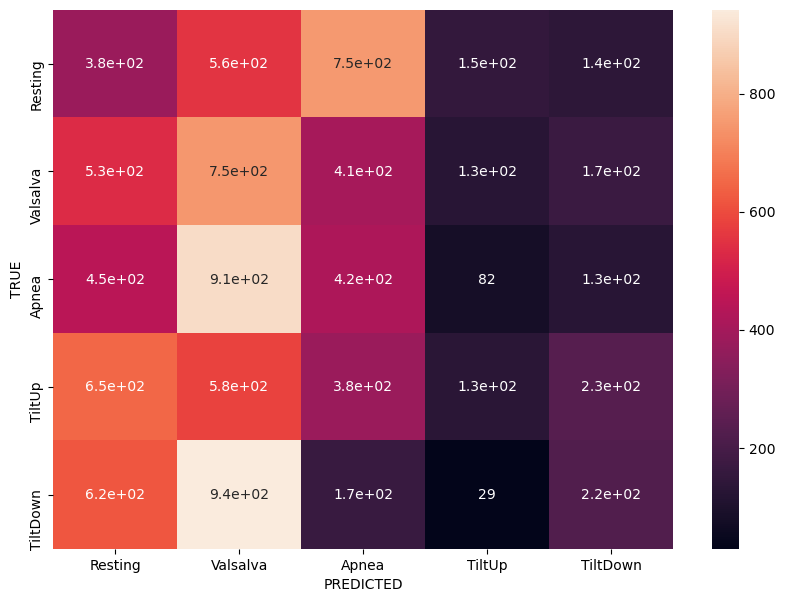 Resting 3.8e+02 5.6e+02 7.5e+02 1.5e+02 1.4e+02
800
Valsalva 5.3e+02 7.5e+02 4.1e+02 1.3e+02 1.7e+02
600
TRUE
Apnea 4.5e+02 9.1e+02 4.2e+02 82 1.3e+02
400
TiltUp 6.5e+02 5.8e+02 3.8e+02 1.3e+02 2.3e+02
200
TiltDown 6.2e+02 9.4e+02 1.7e+02 29 2.2e+02
Resting Valsalva Apnea TiltUp TiltDown
PREDICTED